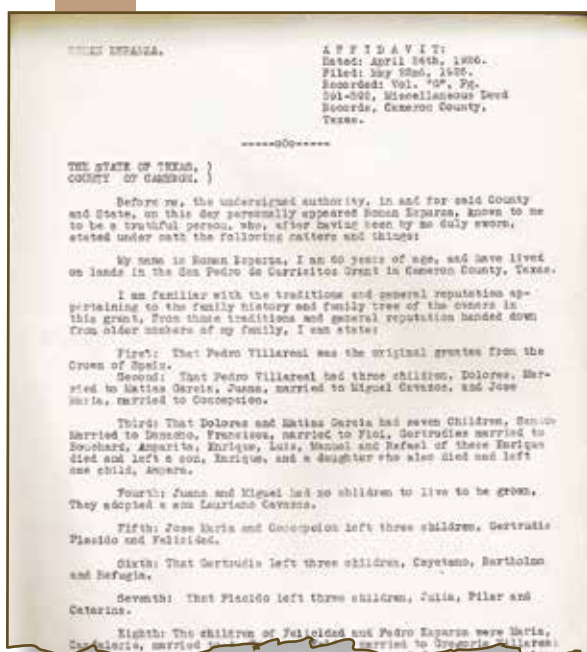 ROMAN ESPARZA.
A F F I D A V I T:
Dated: April 24th, 1926.
Filed: May 22nd, 1926.
Recorded: Vol. "G", Pg.
391-392, Miscellaneous Deed
Records, Cameron County,
Texas.
-----oOo-----
THE STATE OF TEXAS, )
COUNTY OF CAMERON. )
Before me, the undersigned authority, in and for said County
and State, on this day personally appeared Roman Esparza, known to me
to be a truthful person, who, after having been by me duly sworn,
stated under oath the following matters and things:
My name is Roman Esparza, I am 60 years of age, and have lived
on lands in the San Pedro de Carricitos Grant in Cameron County, Texas.
I am familiar with the traditions and general reputation ap-
pertaining to the family history and family tree of the owners in
this grant. From those traditions and general reputation handed down
from older members of my family, I can state:
First: That Pedro Villareal was the original grantee from the
Crown of Spain.
Second: That Pedro Villareal had three children, Dolores, Mar-
ried to Matias Garcia, Juana, married to Miguel Cavazos, and Jose
Maria, married to Concepcion.
Third: That Dolores and Matias Garcia had seven Children,
Married to Francisca, married to Gertrudies married to
Bouchard, Amparita, Enrique, Luis, Manuel and Rafael of these Enrique
died and left a son, Enrique, and a daughter who also died and left
one child, Amparo.
Fourth: Juana and Miguel had no children to live to be grown,
They adopted a son Lauriano Cavazos.
Fifth: Jose Maria and Concepcion left three children, Gertrudis
Placido and Felicidad.
Sixth: That Gertrudis left three children, Cayetano, Bartholmo
and Refugia.
Seventh: That Placido left three children, Julia, Pilar and
Catarina.
Eighth: The children of Felicidad and Pedro Esparza were Maria,
Candelaria, married to married to Gregorio Villareal